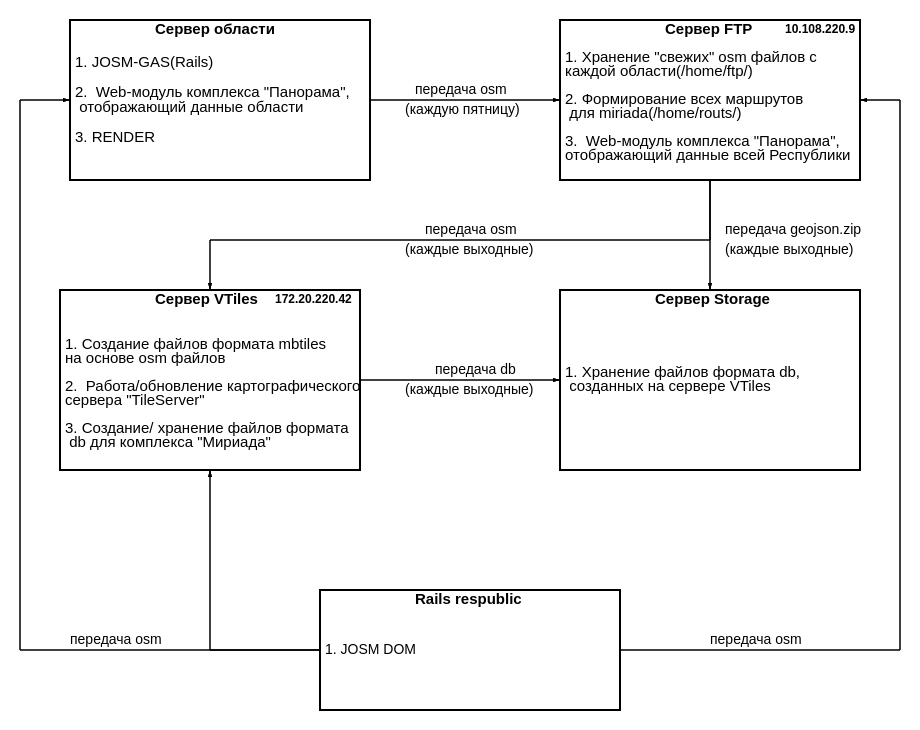 Сервер области
1. JOSM-GAS(Rails)
2.  Web-модуль комплекса "Панорама",
отображающий данные области
3. RENDER
передача osm
(каждую пятницу)
Сервер FTP
10.108.220.9
1. Хранение "свежих" osm файлов с
каждой области(/home/ftp/)
2. Формирование всех маршрутов
для miriada(/home/routs/)
3.  Web-модуль комплекса "Панорама",
отображающий данные всей Республики
передача osm
(каждые выходные)
передача geojson.zip
(каждые выходные)
Сервер VTiles
172.20.220.42
1. Создание файлов формата mbtiles
на основе osm файлов
2.  Работа/обновление картографического
сервера "TileServer"
3. Создание/ хранение файлов формата
db для комплекса "Мириада"
передача db
(каждые выходные)
Сервер Storage
1. Хранение файлов формата db,
созданных на сервере VTiles
передача osm
Rails respublic
1. JOSM DOM
передача osm